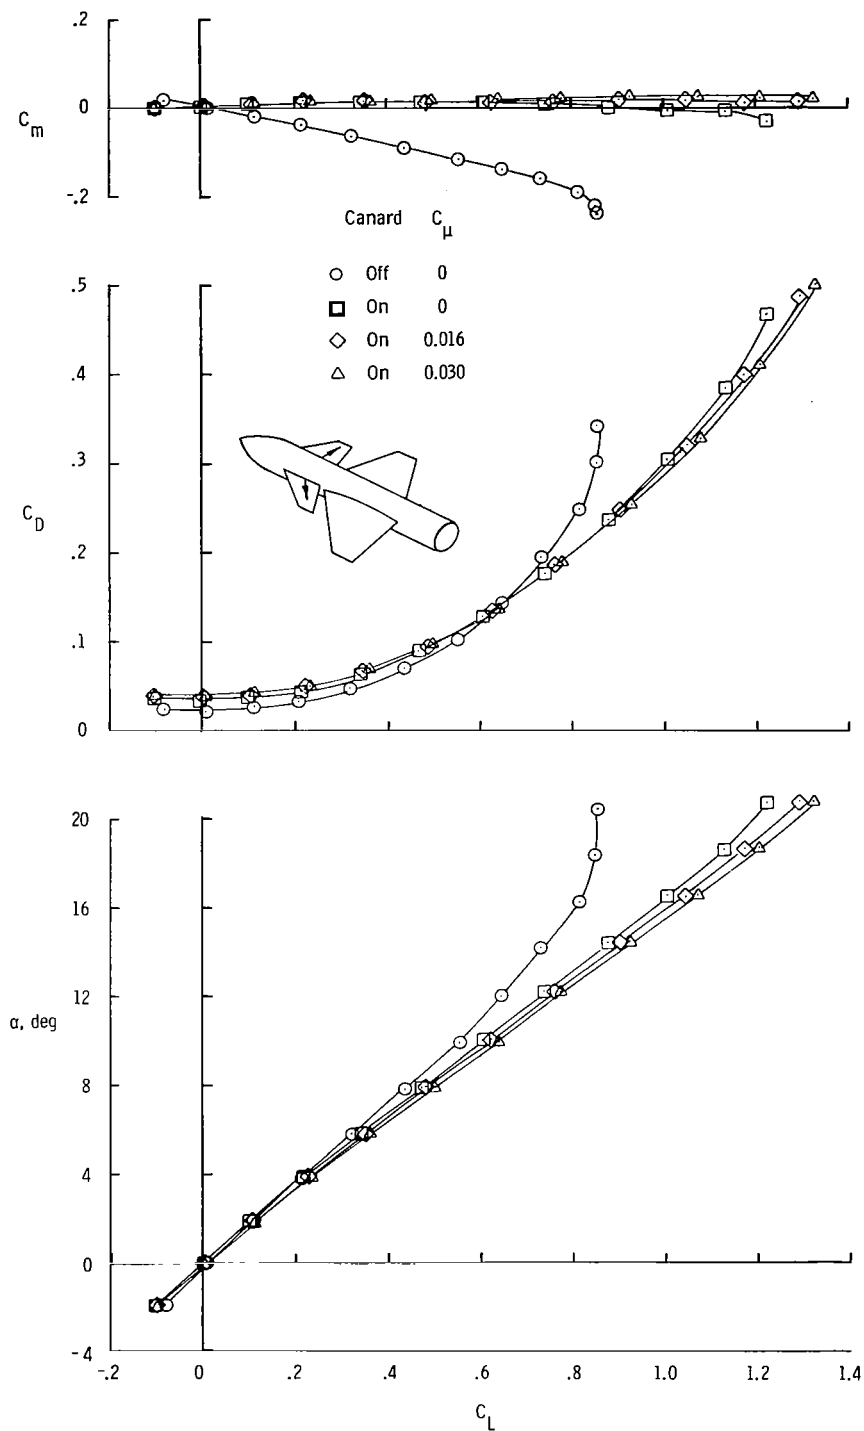 .2
0
-.2
C_m
Canard C_μ
Off 0
On 0
On 0.016
On 0.030
.5
.4
.3
.2
.1
0
C_D
20
16
12
8
4
0
-4
α, deg
-.2 0 .2 .4 .6 .8 1.0 1.2 1.4
C_L